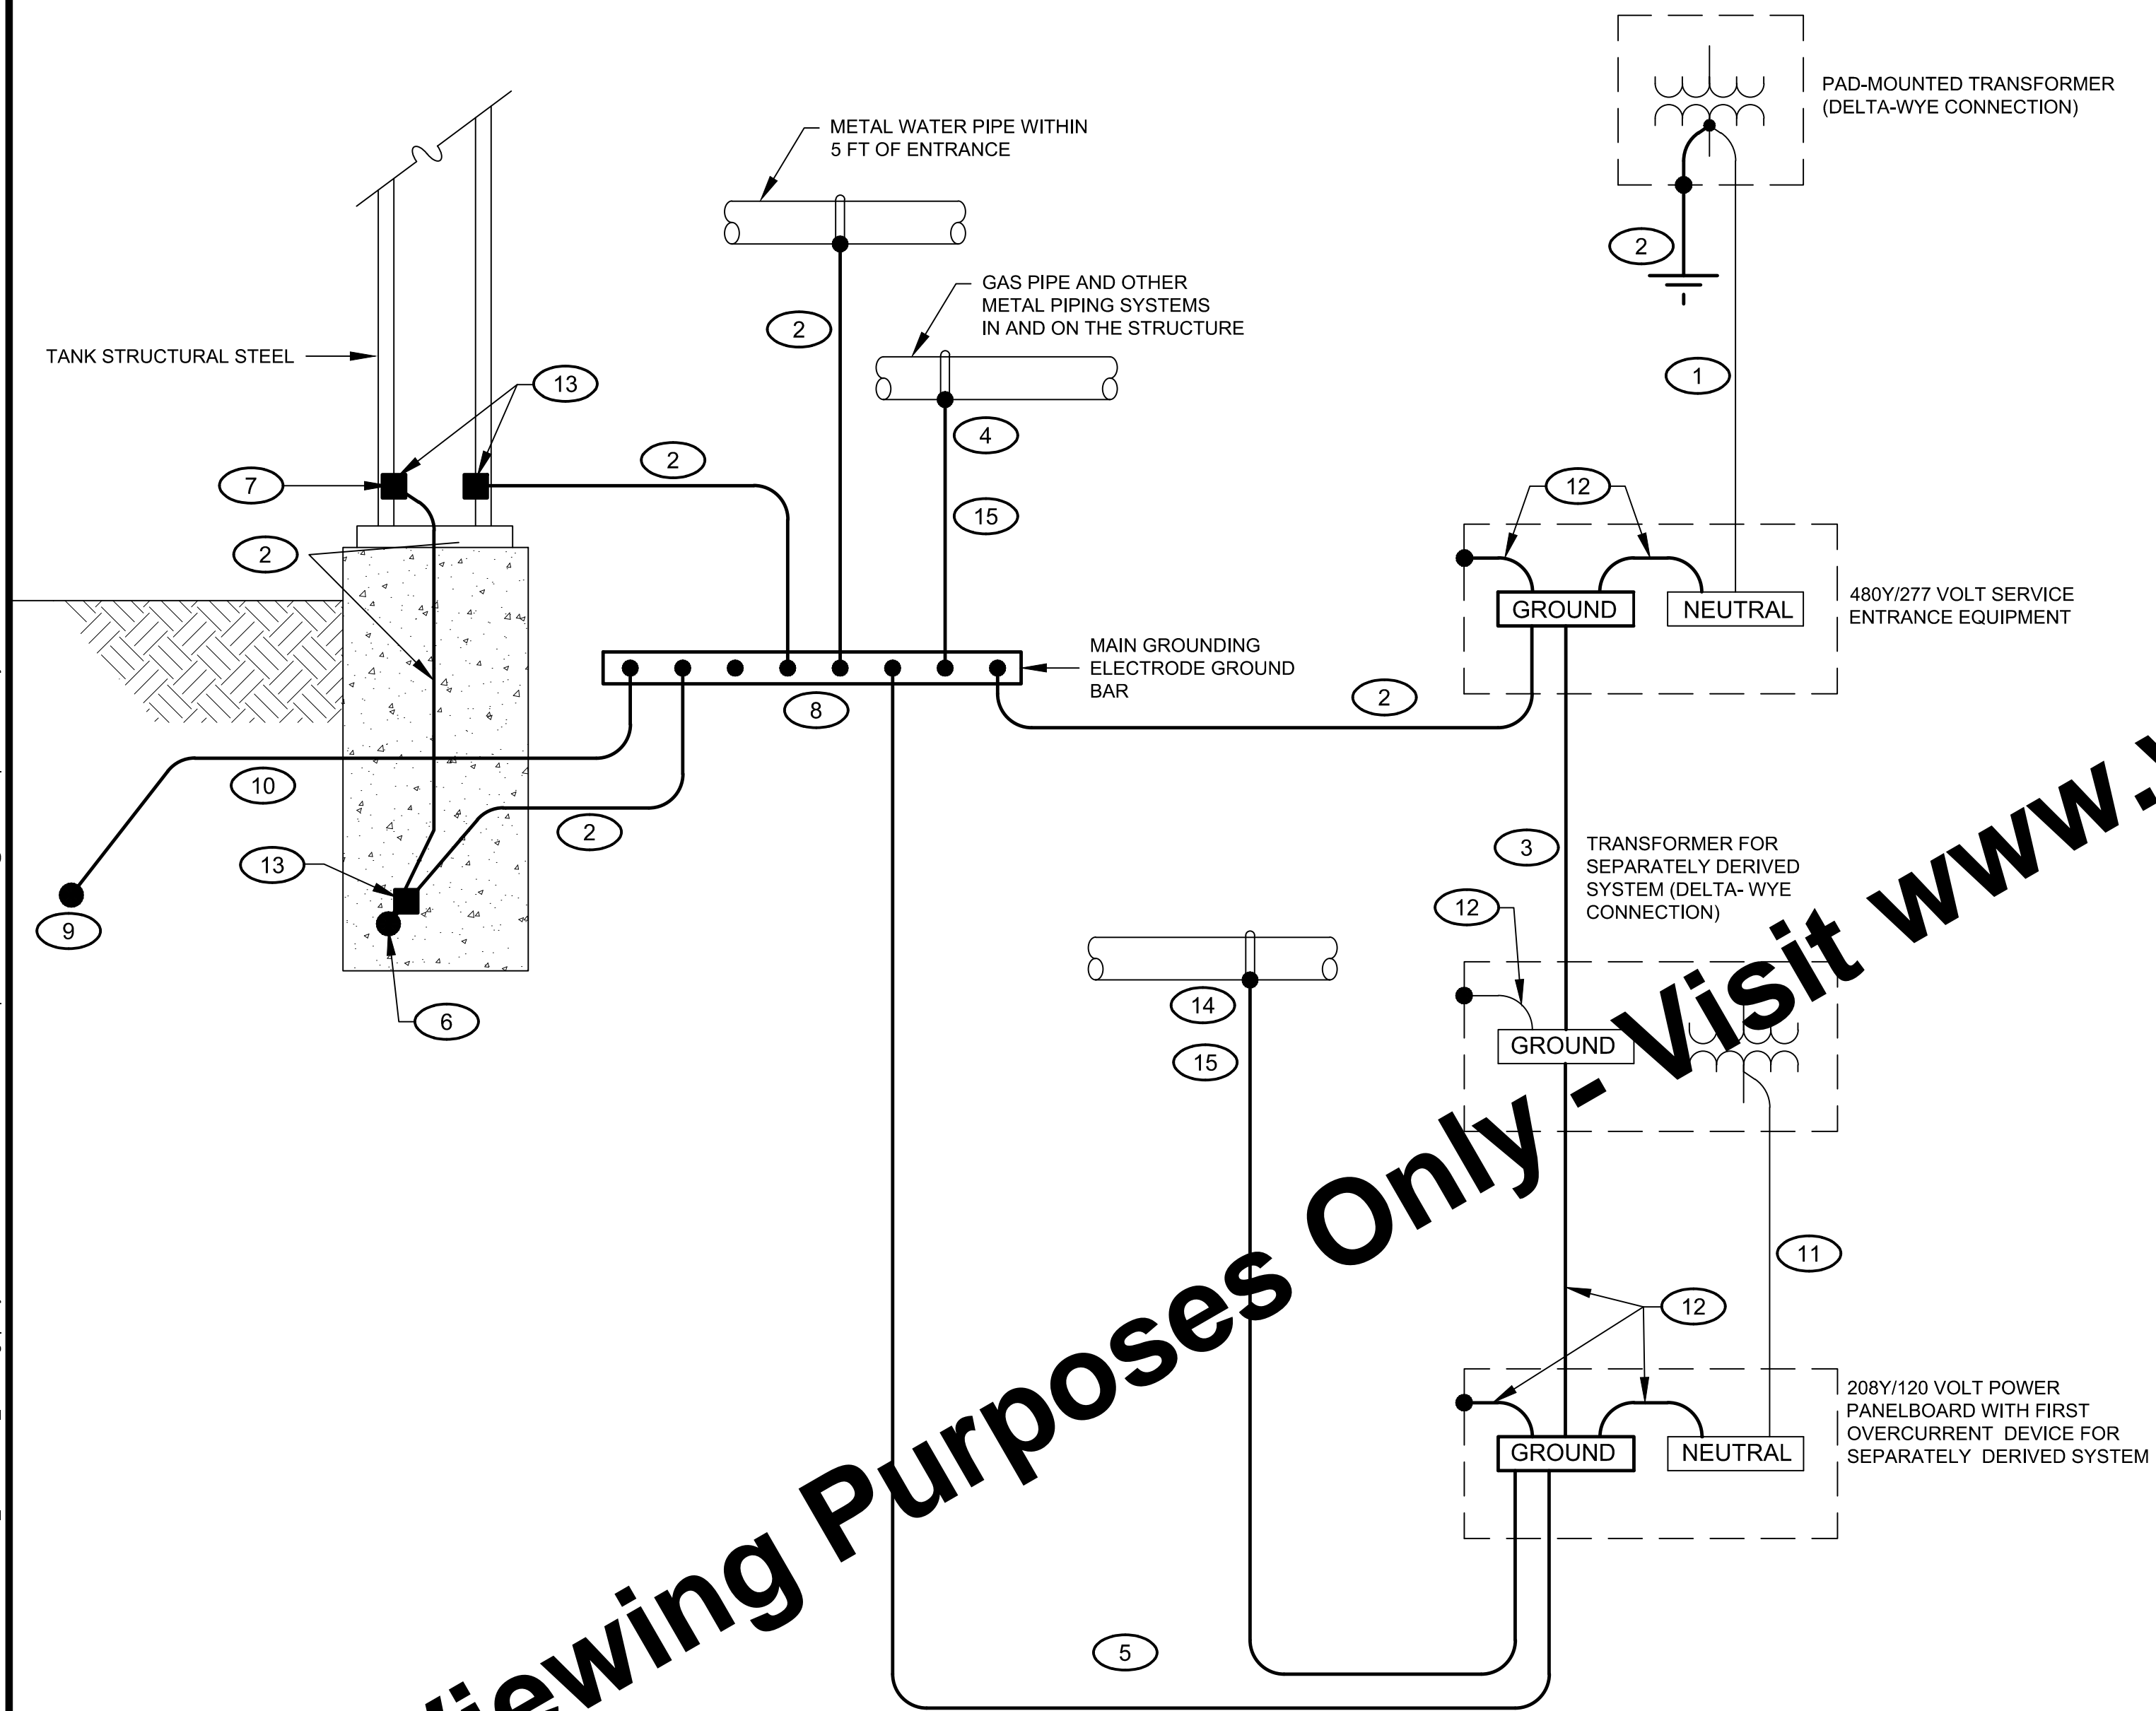 PAD-MOUNTED TRANSFORMER
(DELTA-WYE CONNECTION)
METAL WATER PIPE WITHIN
5 FT OF ENTRANCE
2
GAS PIPE AND OTHER
METAL PIPING SYSTEMS
IN AND ON THE STRUCTURE
2
TANK STRUCTURAL STEEL
13
1
4
2
7
12
15
2
GROUND
NEUTRAL
480Y/277 VOLT SERVICE
ENTRANCE EQUIPMENT
MAIN GROUNDING
ELECTRODE GROUND
BAR
2
8
10
2
3
TRANSFORMER FOR
SEPARATELY DERIVED
SYSTEM (DELTA- WYE
CONNECTION)
13
12
9
14
6
GROUND
15
11
12
208Y/120 VOLT POWER
PANELBOARD WITH FIRST
OVERCURRENT DEVICE FOR
SEPARATELY DERIVED SYSTEM
GROUND
NEUTRAL
5
Viewing Purposes Only - Visit www.